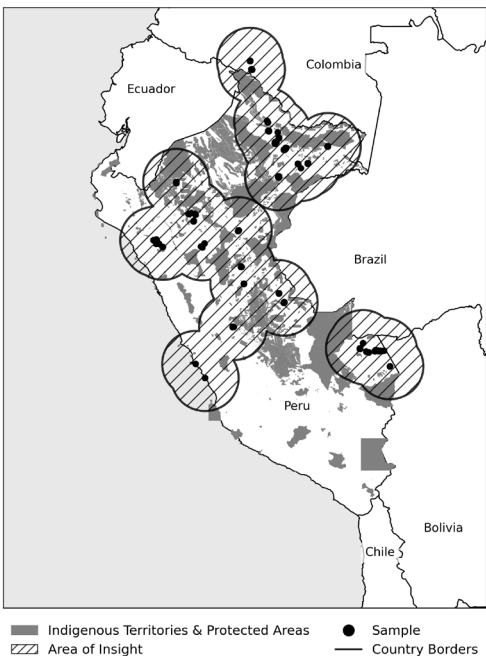 Colombia
Ecuador
Brazil
Peru
Bolivia
Chile
Indigenous Territories & Protected Areas
Sample
Area of Insight
Country Borders